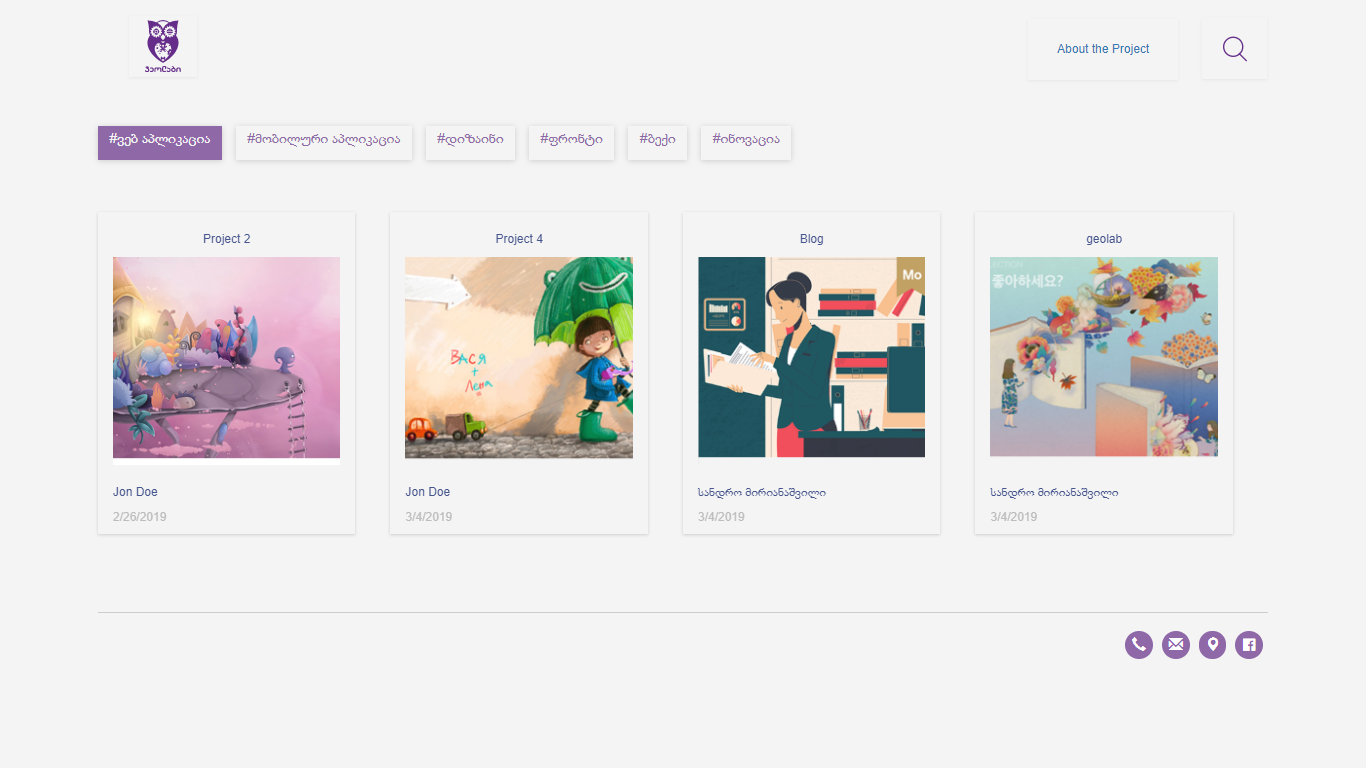 გეოლაბი
About the Project
#ვებ აპლიკაცია
#მობილური აპლიკაცია
#დიზაინი
#ფრონტი
#ბექი
#ინოვაცია
Project 2
Project 4
Blog
geolab
ВАСЯ
+
Лена
Mo
좋아하세요?
Jon Doe
Jon Doe
სანდრო მირიანაშვილი
სანდრო მირიანაშვილი
2/26/2019
3/4/2019
3/4/2019
3/4/2019